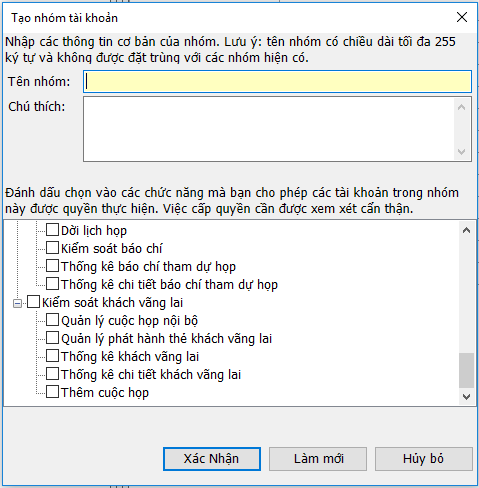 Tạo nhóm tài khoản
Nhập các thông tin cơ bản của nhóm. Lưu ý: tên nhóm có chiều dài tối đa 255
ký tự và không được đặt trùng với các nhóm hiện có.
Tên nhóm:
Chú thích:
Đánh dấu chọn vào các chức năng mà bạn cho phép các tài khoản trong nhóm
này được quyền thực hiện. Việc cấp quyền cần được xem xét cẩn thận.
Dời lịch họp
Kiểm soát báo chí
Thống kê báo chí tham dự họp
Thống kê chi tiết báo chí tham dự họp
Kiểm soát khách vãng lai
Quản lý cuộc họp nội bộ
Quản lý phát hành thẻ khách vãng lai
Thống kê khách vãng lai
Thống kê chi tiết khách vãng lai
Thêm cuộc họp
Xác Nhận
Làm mới
Hủy bỏ